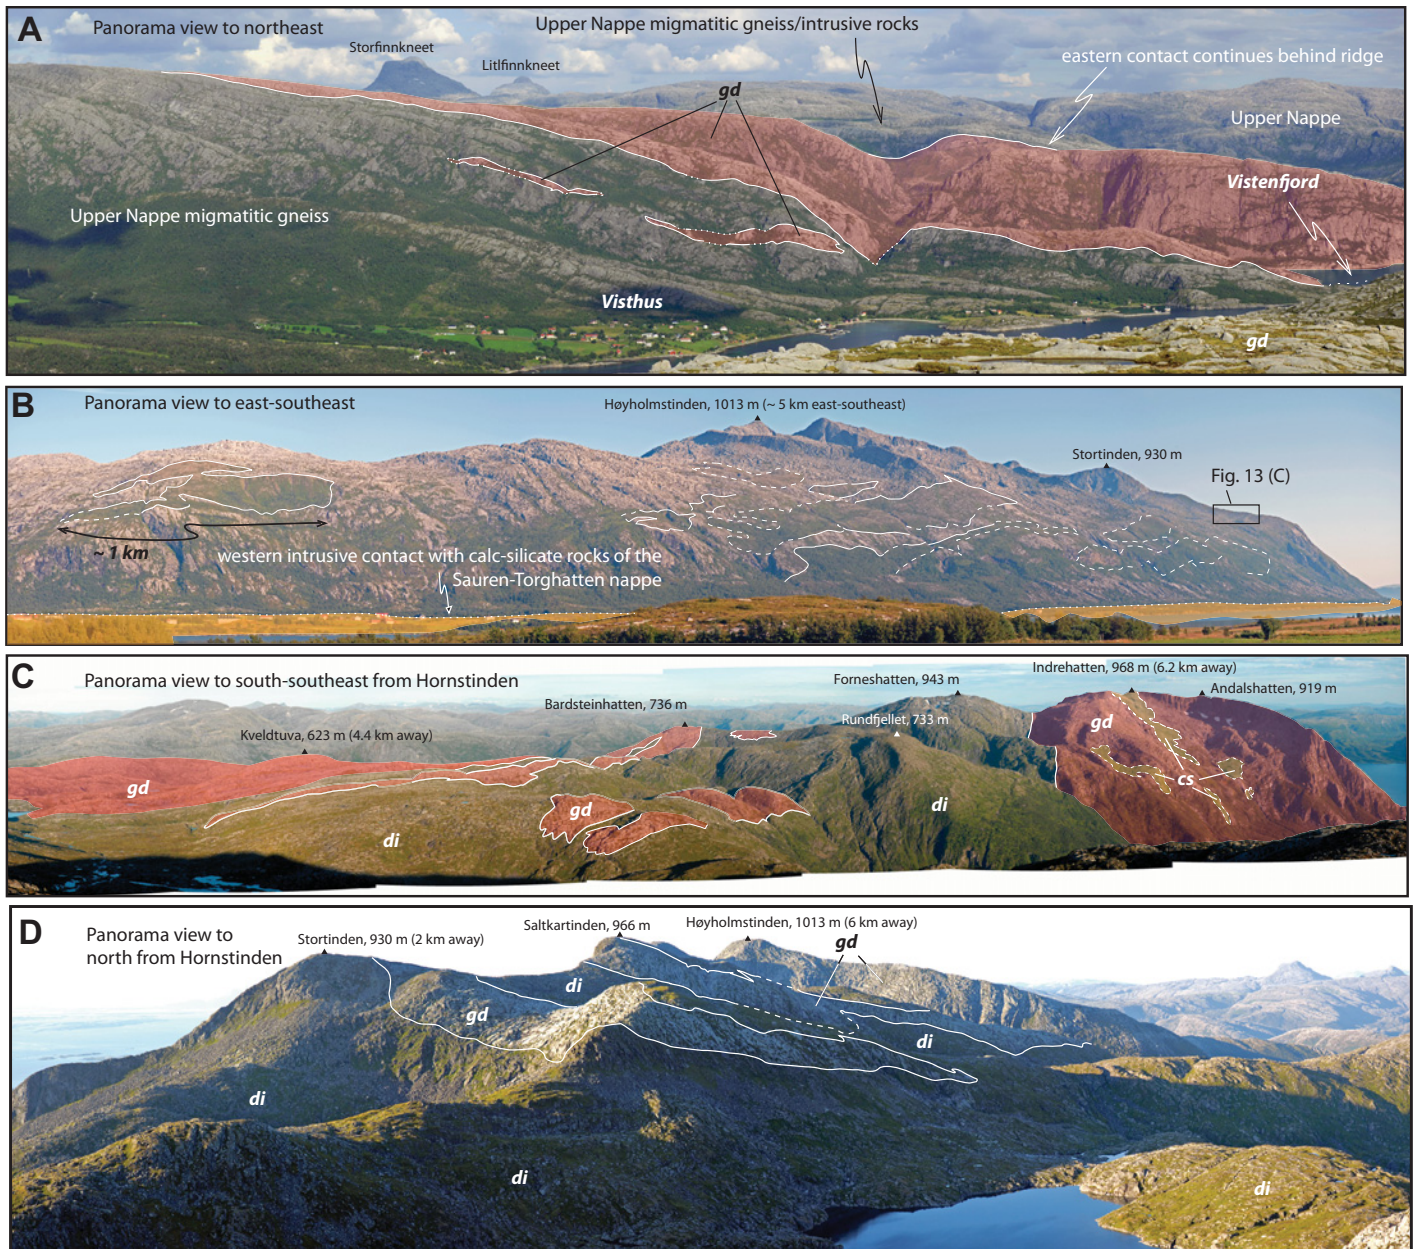 A
Panorama view to northeast
Upper Nappe migmatitic gneiss/intrusive rocks
Storfinnkneet
Litlfinnkneet
eastern contact continues behind ridge
gd
Upper Nappe
Vistenfjord
Upper Nappe migmatitic gneiss
Visthus
gd
B
Panorama view to east-southeast
Høyholmstinden, 1013 m (~ 5 km east-southeast)
Stortinden, 930 m
Fig. 13 (C)
~ 1 km
western intrusive contact with calc-silicate rocks of the
Sauren-Torghatten nappe
C
Panorama view to south-southeast from Hornstinden
Indrehatten, 968 m (6.2 km away)
Forneshatten, 943 m
Andalshatten, 919 m
Bardsteinhatten, 736 m
Rundfjellet, 733 m
Kveldtuva, 623 m (4.4 km away)
gd
gd
cs
gd
di
di
D
Panorama view to
north from Hornstinden
Stortinden, 930 m (2 km away)
Saltkartinden, 966 m
Høyholmstinden, 1013 m (6 km away)
gd
di
gd
di
di
di
di